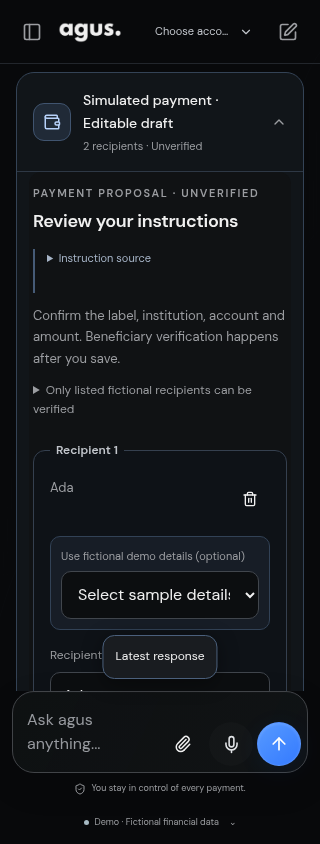 agus.
Choose acco...
Simulated payment ·
Editable draft
2 recipients · Unverified
PAYMENT PROPOSAL · UNVERIFIED
Review your instructions
Instruction source
Confirm the label, institution, account and
amount. Beneficiary verification happens
after you save.
Only listed fictional recipients can be
verified
Recipient 1
Ada
Use fictional demo details (optional)
Select sample details
Recipient
Latest response
Ask agus
anything...
You stay in control of every payment.
Demo · Fictional financial data